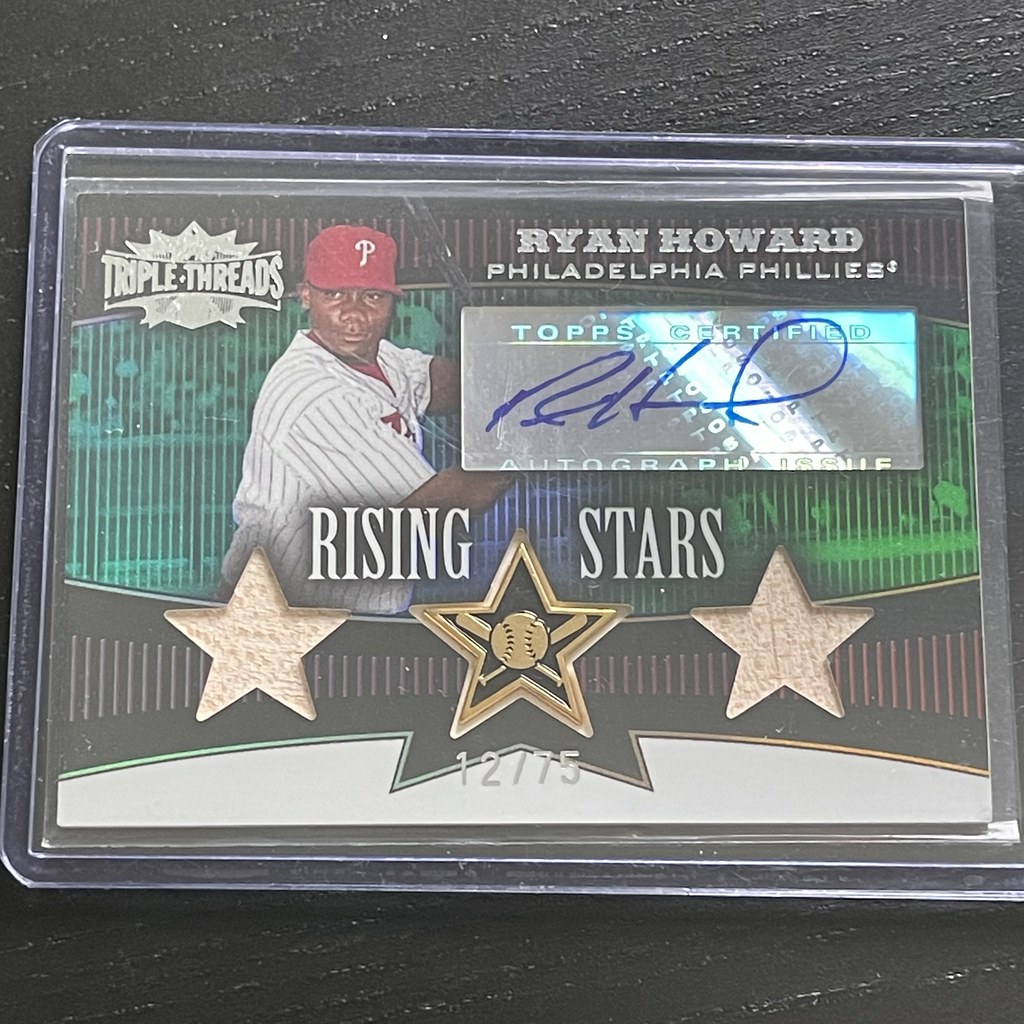 TRIPLE THREADS
RYAN HOWARD
PHILADELPHIA PHILLIES
P
TOPPS CERTIFIED
AUTOGRAPH ISSUE
RISING STARS
12/75